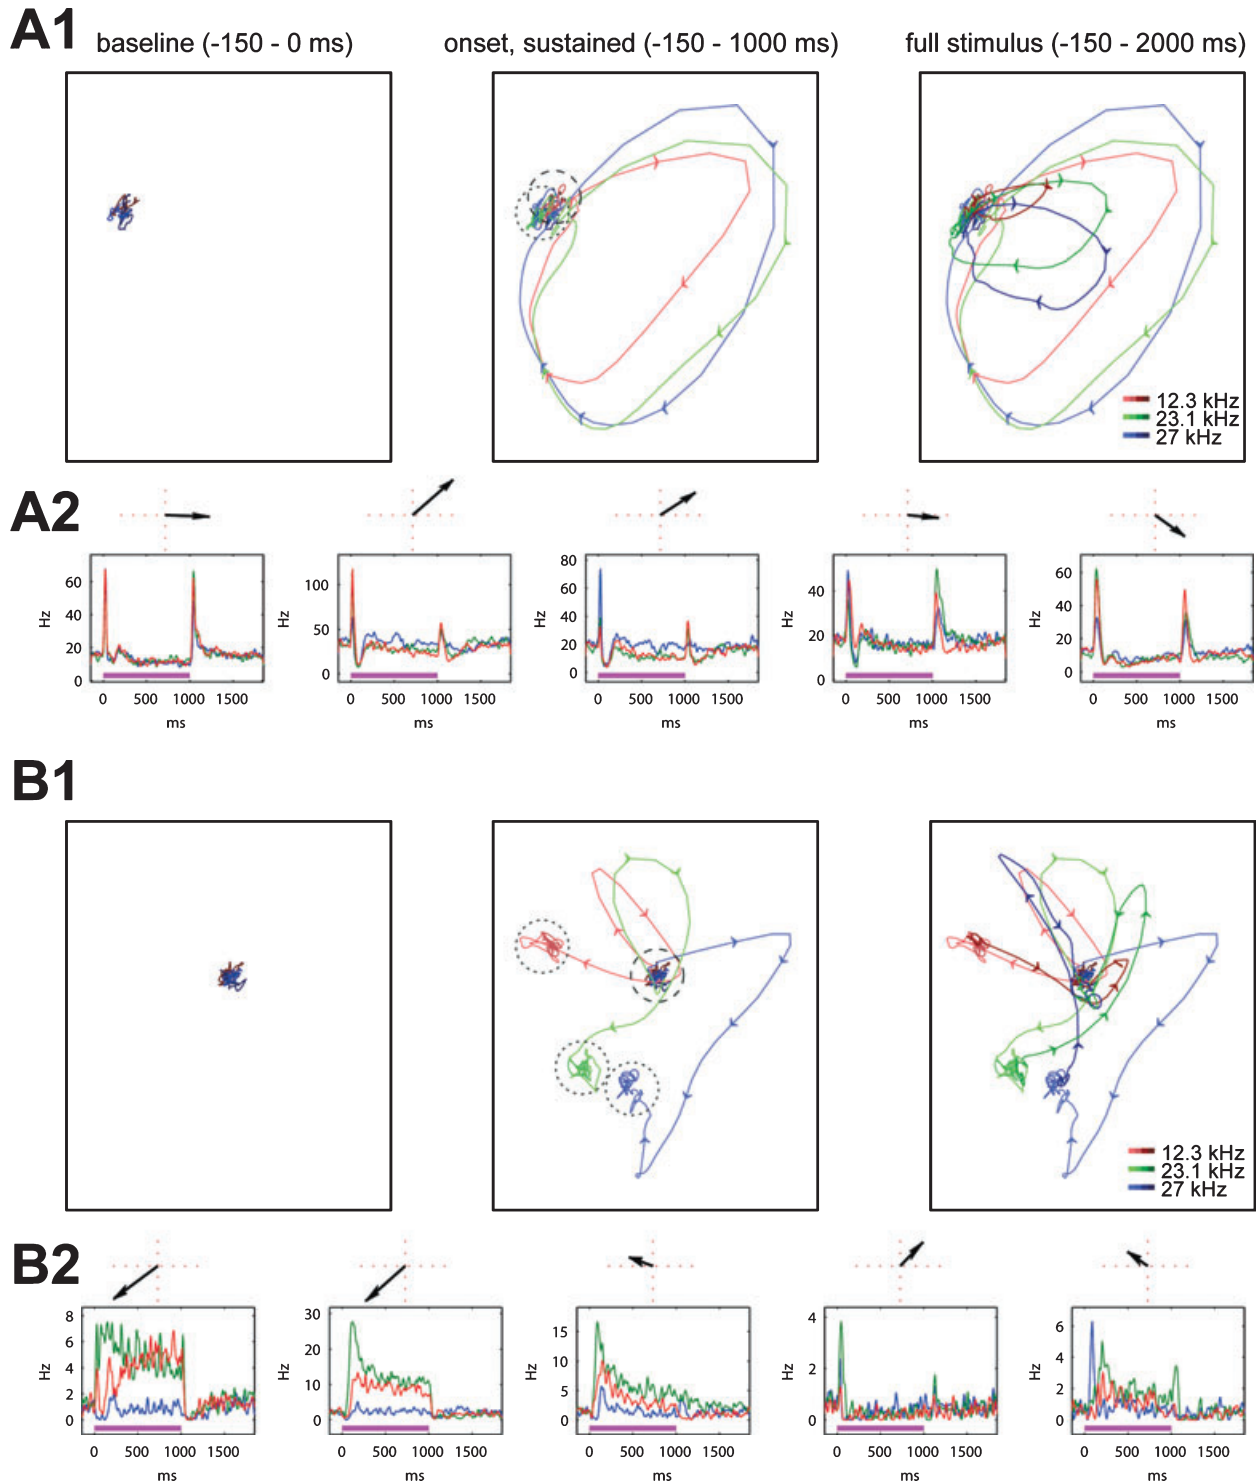 A1
baseline (-150 - 0 ms)
onset, sustained (-150 - 1000 ms)
full stimulus (-150 - 2000 ms)
12.3 kHz
23.1 kHz
27 kHz
A2
Hz
60
40
20
0
0 500 1000 1500
ms
Hz
100
50
0
0 500 1000 1500
ms
Hz
80
60
40
20
0
0 500 1000 1500
ms
Hz
40
20
0
0 500 1000 1500
ms
Hz
60
40
20
0
0 500 1000 1500
ms
B1
12.3 kHz
23.1 kHz
27 kHz
B2
Hz
8
6
4
2
0
0 500 1000 1500
ms
Hz
30
20
10
0
0 500 1000 1500
ms
Hz
15
10
5
0
0 500 1000 1500
ms
Hz
4
2
0
0 500 1000 1500
ms
Hz
6
4
2
0
0 500 1000 1500
ms